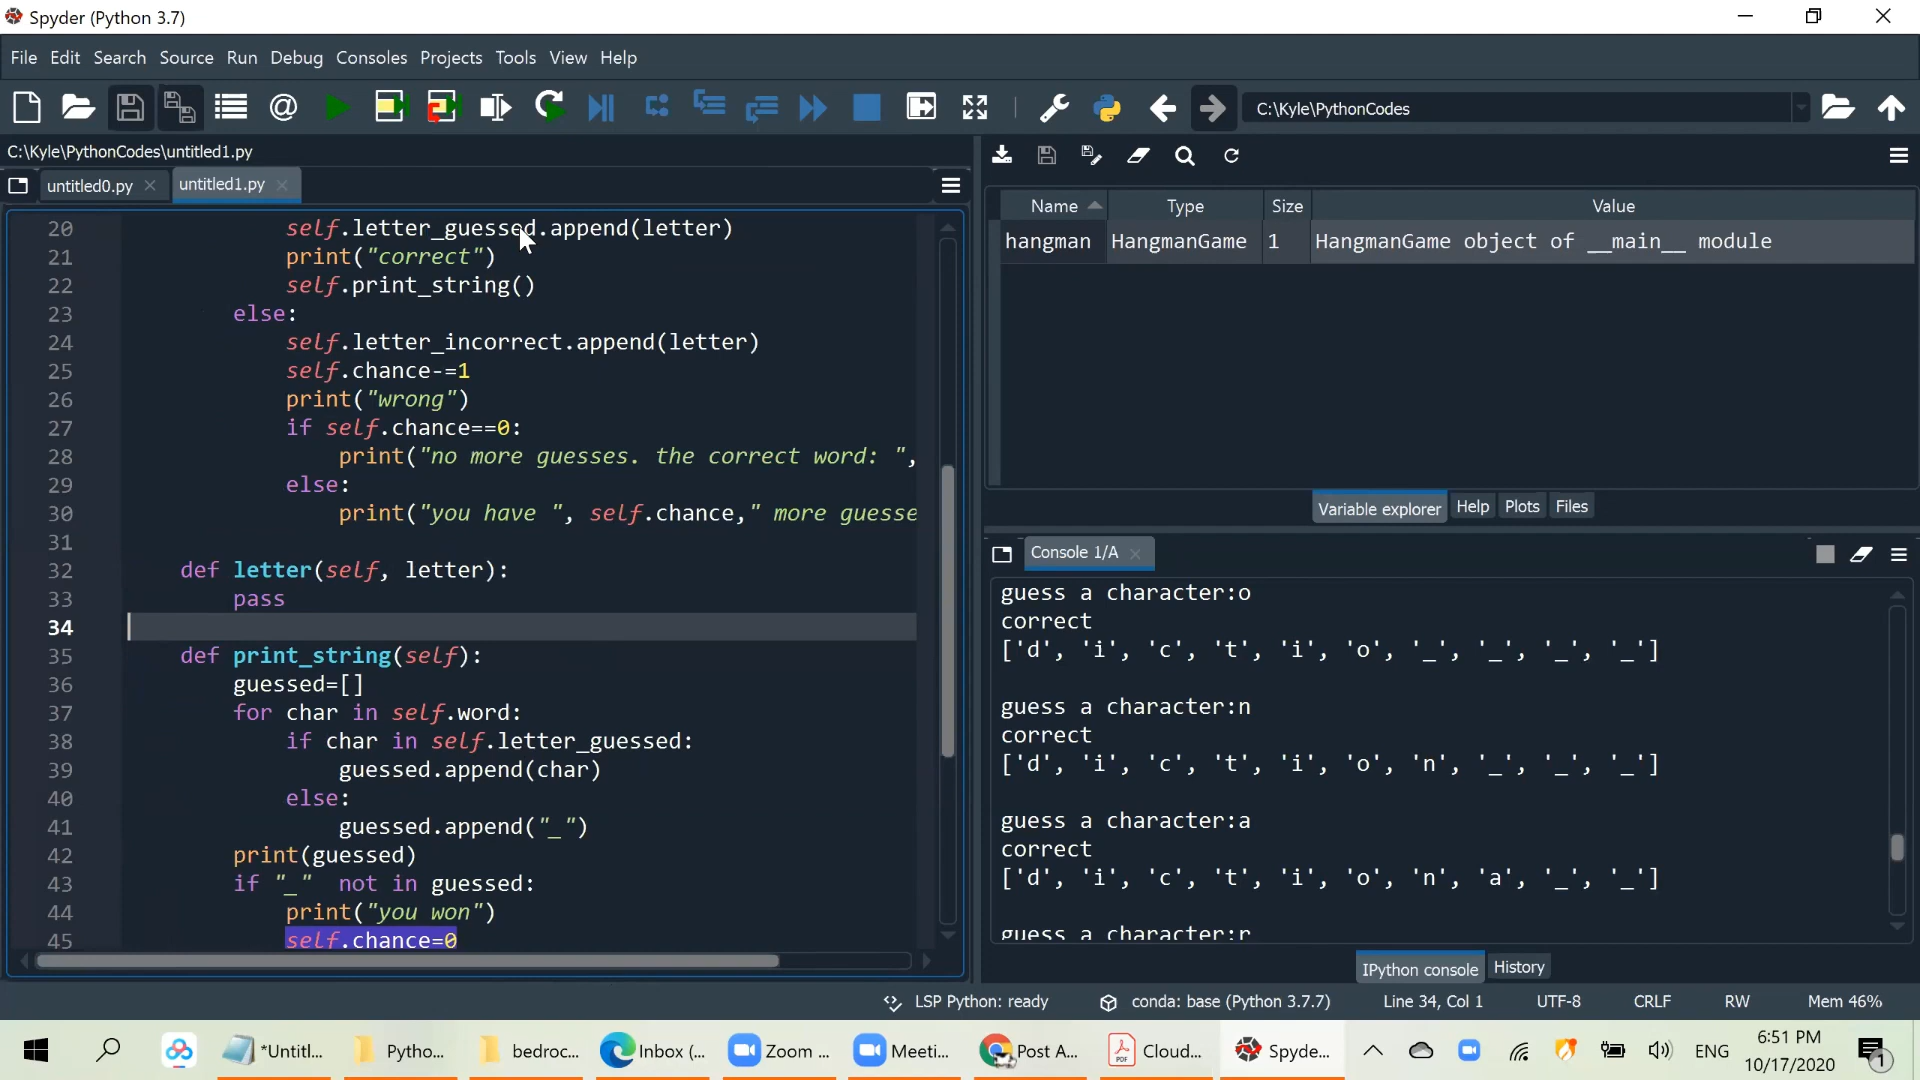 Spyder (Python 3.7)
File Edit Search Source Run Debug Consoles Projects Tools View Help
C:\Kyle\PythonCodes
C:\Kyle\PythonCodes\untitled1.py
untitled0.py
untitled1.py
20 self.letter_guessed.append(letter)
21 print("correct")
22 self.print_string()
23 else:
24 self.letter_incorrect.append(letter)
25 self.chance-=1
26 print("wrong")
27 if self.chance==0:
28 print("no more guesses. the correct word: ",
29 else:
30 print("you have ", self.chance," more guesse
31
32 def letter(self, letter):
33 pass
34
35 def print_string(self):
36 guessed=[]
37 for char in self.word:
38 if char in self.letter_guessed:
39 guessed.append(char)
40 else:
41 guessed.append("_")
42 print(guessed)
43 if "_" not in guessed:
44 print("you won")
45 self.chance=0
Name Type Size Value
hangman HangmanGame 1 HangmanGame object of __main__ module
Variable explorer Help Plots Files
Console 1/A
guess a character:o
correct
['d', 'i', 'c', 't', 'i', 'o', '_', '_', '_', '_']
guess a character:n
correct
['d', 'i', 'c', 't', 'i', 'o', 'n', '_', '_', '_']
guess a character:a
correct
['d', 'i', 'c', 't', 'i', 'o', 'n', 'a', '_', '_']
guess a character:r
IPython console History
LSP Python: ready conda: base (Python 3.7.7) Line 34, Col 1 UTF-8 CRLF RW Mem 46%
*Untitl... Pytho... bedroc... Inbox (... Zoom ... Meeti... Post A... Cloud... Spyde... ENG
6:51 PM
10/17/2020
1